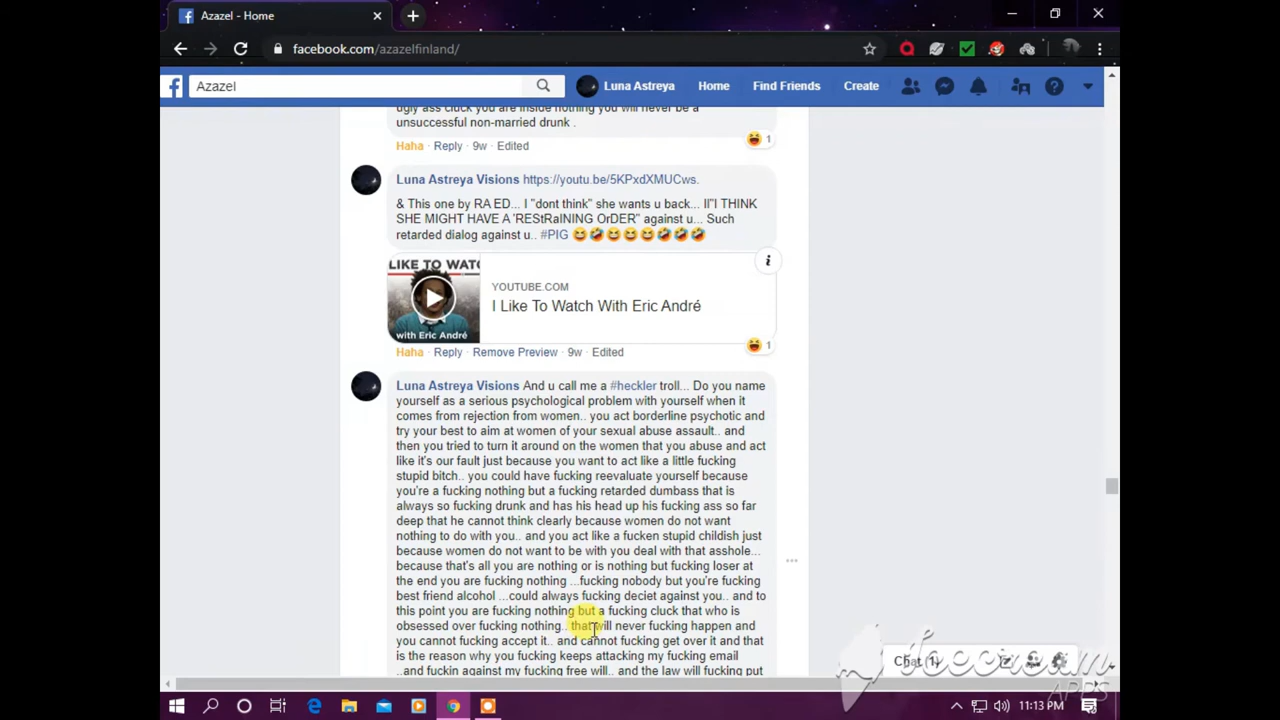 Azazel - Home
facebook.com/azazelfinland/
Azazel
Luna Astreya Home Find Friends Create
ugly ass cluck you are inside nothing you will never be a
unsuccessful non-married drunk .
1
Haha · Reply · 9w · Edited
Luna Astreya Visions https://youtu.be/5KPxdXMUCws.
& This one by RA ED... I "dont think" she wants u back... II"I THINK
SHE MIGHT HAVE A 'REStRaINING OrDER" against u... Such
retarded dialog against u.. #PIG
LIKE TO WATC
with Eric André
YOUTUBE.COM
I Like To Watch With Eric André
1
Haha · Reply · Remove Preview · 9w · Edited
Luna Astreya Visions And u call me a #heckler troll... Do you name
yourself as a serious psychological problem with yourself when it
comes from rejection from women.. you act borderline psychotic and
try your best to aim at women of your sexual abuse assault.. and
then you tried to turn it around on the women that you abuse and act
like it's our fault just because you want to act like a little fucking
stupid bitch.. you could have fucking reevaluate yourself because
you're a fucking nothing but a fucking retarded dumbass that is
always so fucking drunk and has his head up his fucking ass so far
deep that he cannot think clearly because women do not want
nothing to do with you.. and you act like a fucken stupid childish just
because women do not want to be with you deal with that asshole...
because that's all you are nothing or is nothing but fucking loser at
the end you are fucking nothing ...fucking nobody but you're fucking
best friend alcohol ...could always fucking deciet against you.. and to
this point you are fucking nothing but a fucking cluck that who is
obsessed over fucking nothing.. that will never fucking happen and
you cannot fucking accept it.. and cannot fucking get over it and that
is the reason why you fucking keeps attacking my fucking email
..and fuckin against my fucking free will.. and the law will fucking put
Chat (1)
Icecream
APPS
11:13 PM